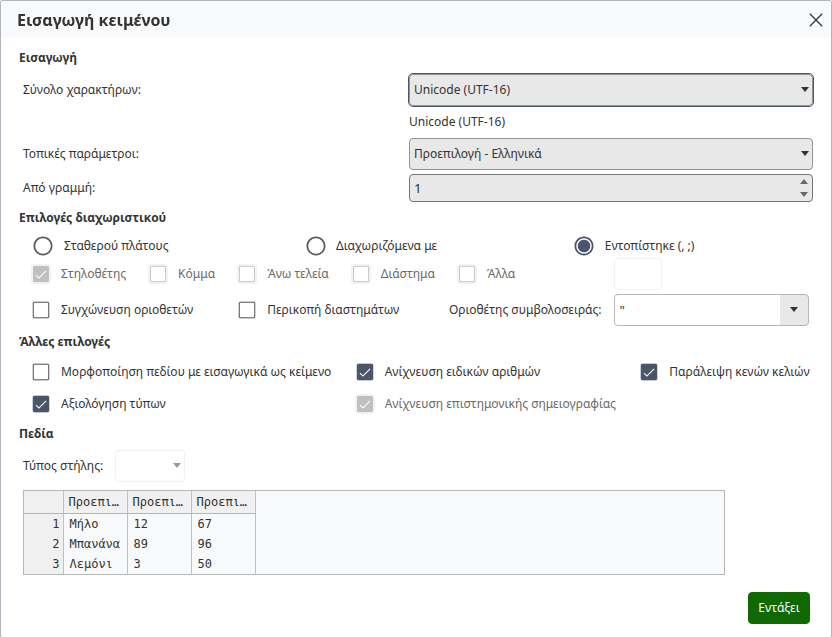 Εισαγωγή κειμένου
Εισαγωγή
Σύνολο χαρακτήρων: Unicode (UTF-16)
Unicode (UTF-16)
Τοπικές παράμετροι: Προεπιλογή - Ελληνικά
Από γραμμή: 1
Επιλογές διαχωριστικού
Σταθερού πλάτους Διαχωριζόμενα με Εντοπίστηκε (, ;)
Στηλοθέτης Κόμμα Άνω τελεία Διάστημα Άλλα
Συγχώνευση οριοθετών Περικοπή διαστημάτων Οριοθέτης συμβολοσειράς: "
Άλλες επιλογές
Μορφοποίηση πεδίου με εισαγωγικά ως κείμενο Ανίχνευση ειδικών αριθμών Παράλειψη κενών κελιών
Αξιολόγηση τύπων Ανίχνευση επιστημονικής σημειογραφίας
Πεδία
Τύπος στήλης:
Προεπι… Προεπι… Προεπι…
1 Μήλο 12 67
2 Μπανάνα 89 96
3 Λεμόνι 3 50
Εντάξει